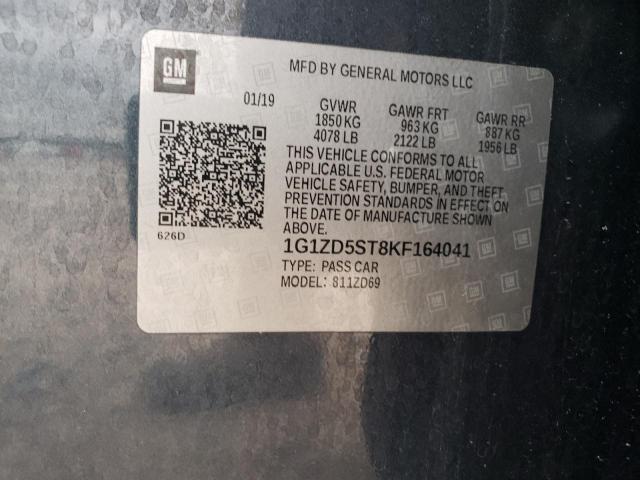 GM
MFD BY GENERAL MOTORS LLC
01/19 GVWR GAWR FRT GAWR RR
1850 KG 963 KG 887 KG
4078 LB 2122 LB 1956 LB
THIS VEHICLE CONFORMS TO ALL
APPLICABLE U.S. FEDERAL MOTOR
VEHICLE SAFETY, BUMPER, AND THEFT
PREVENTION STANDARDS IN EFFECT ON
THE DATE OF MANUFACTURE SHOWN
ABOVE.
626D
1G1ZD5ST8KF164041
TYPE: PASS CAR
MODEL: 811ZD69